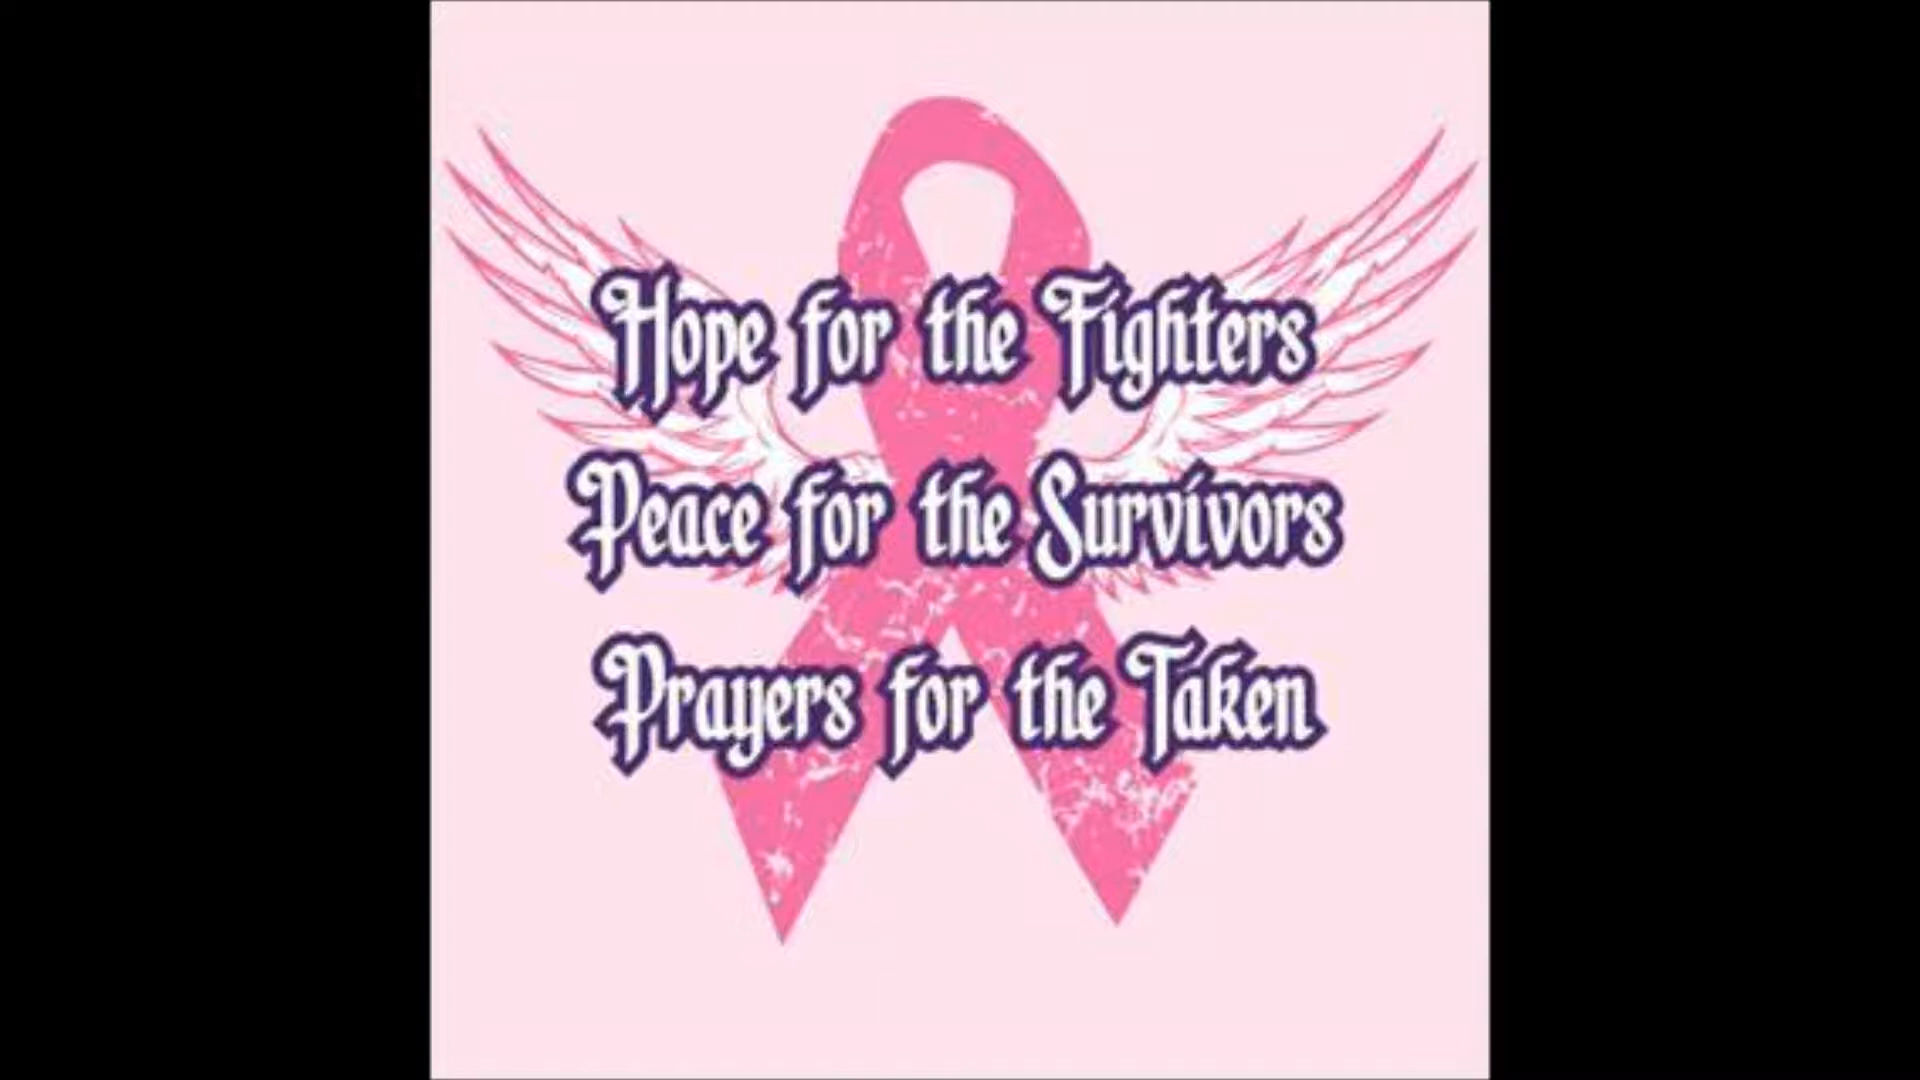 Hope for the Fighters
Peace for the Survivors
Prayers for the Taken